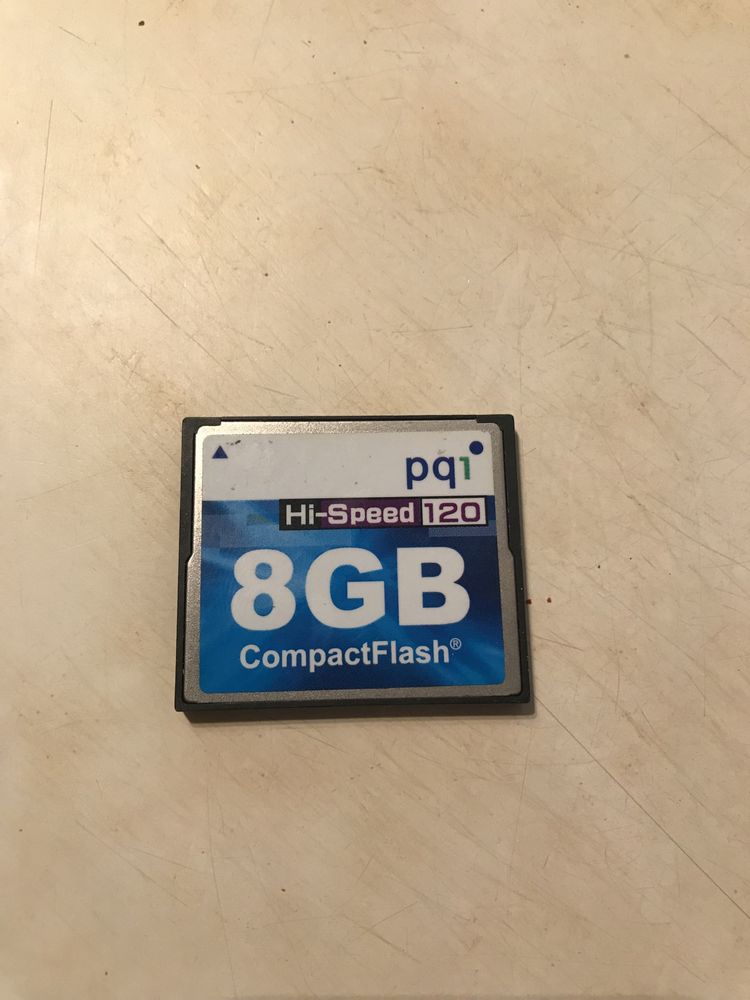 pqi
Hi-Speed 120
8GB
CompactFlash®